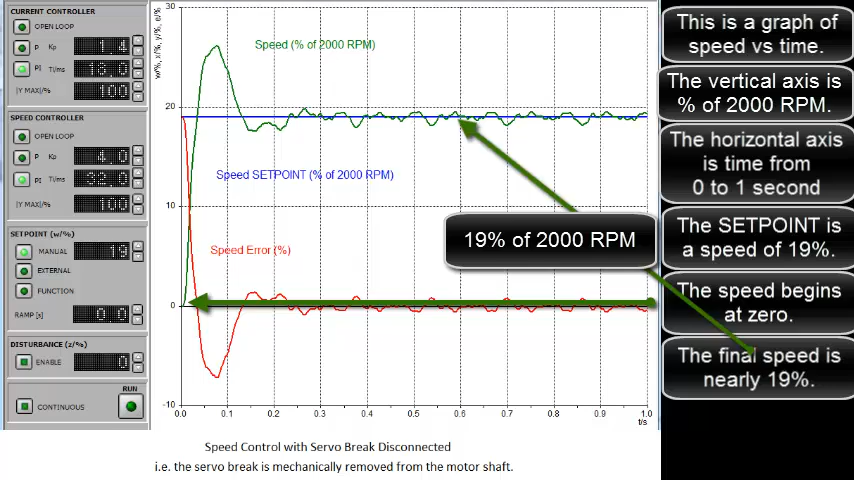 CURRENT CONTROLLER
OPEN LOOP
P Kp 1.4
PI Ti/ms 18.0
|Y MAX|/% 100
SPEED CONTROLLER
OPEN LOOP
P Kp 4.0
PI Ti/ms 32.0
|Y MAX|/% 100
SETPOINT (w/%)
MANUAL 19
EXTERNAL
FUNCTION
RAMP [s] 0.0
DISTURBANCE (z/%)
ENABLE 0
RUN
CONTINUOUS
w/%, x/%, y/%, e/%
30
20
10
0
-10
Speed (% of 2000 RPM)
Speed SETPOINT (% of 2000 RPM)
Speed Error (%)
19% of 2000 RPM
0.0 0.1 0.2 0.3 0.4 0.5 0.6 0.7 0.8 0.9 1.0
t/s
Speed Control with Servo Break Disconnected
i.e. the servo break is mechanically removed from the motor shaft.
This is a graph of
speed vs time.
The vertical axis is
% of 2000 RPM.
The horizontal axis
is time from
0 to 1 second
The SETPOINT is
a speed of 19%.
The speed begins
at zero.
The final speed is
nearly 19%.